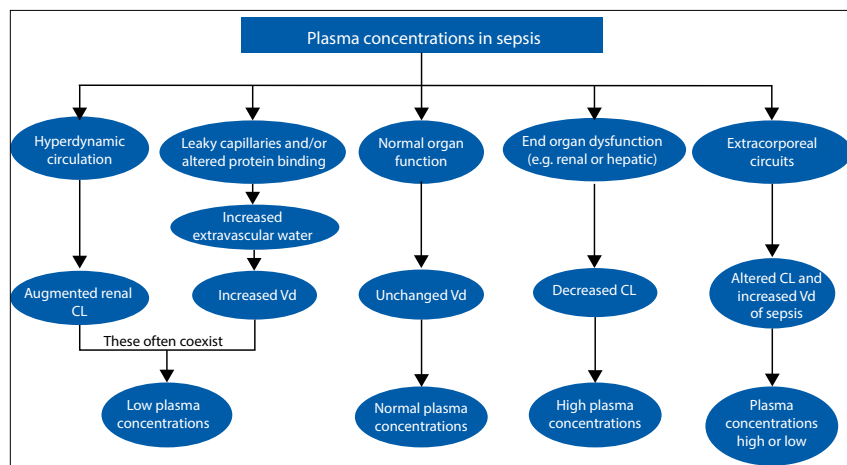 Plasma concentrations in sepsis
Hyperdynamic
circulation
Leaky capillaries and/or
altered protein binding
Normal organ
function
End organ dysfunction
(e.g. renal or hepatic)
Extracorporeal
circuits
Increased
extravascular water
Augmented renal
CL
Increased Vd
Unchanged Vd
Decreased CL
Altered CL and
increased Vd
of sepsis
These often coexist
Low plasma
concentrations
Normal plasma
concentrations
High plasma
concentrations
Plasma
concentrations
high or low